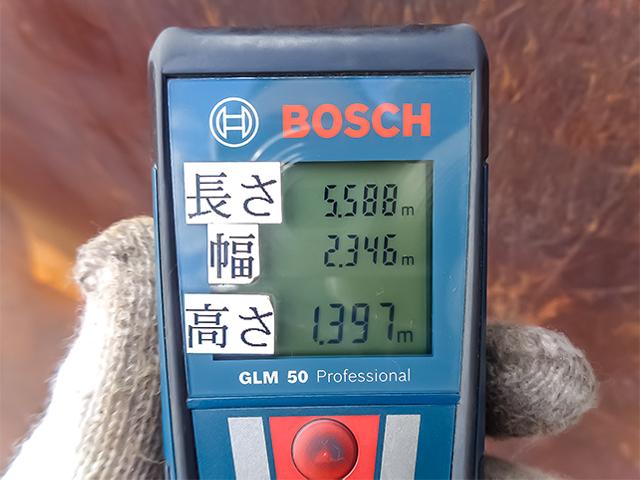 BOSCH
長さ 5.588m
幅 2.346m
高さ 1.397m
GLM 50 Professional